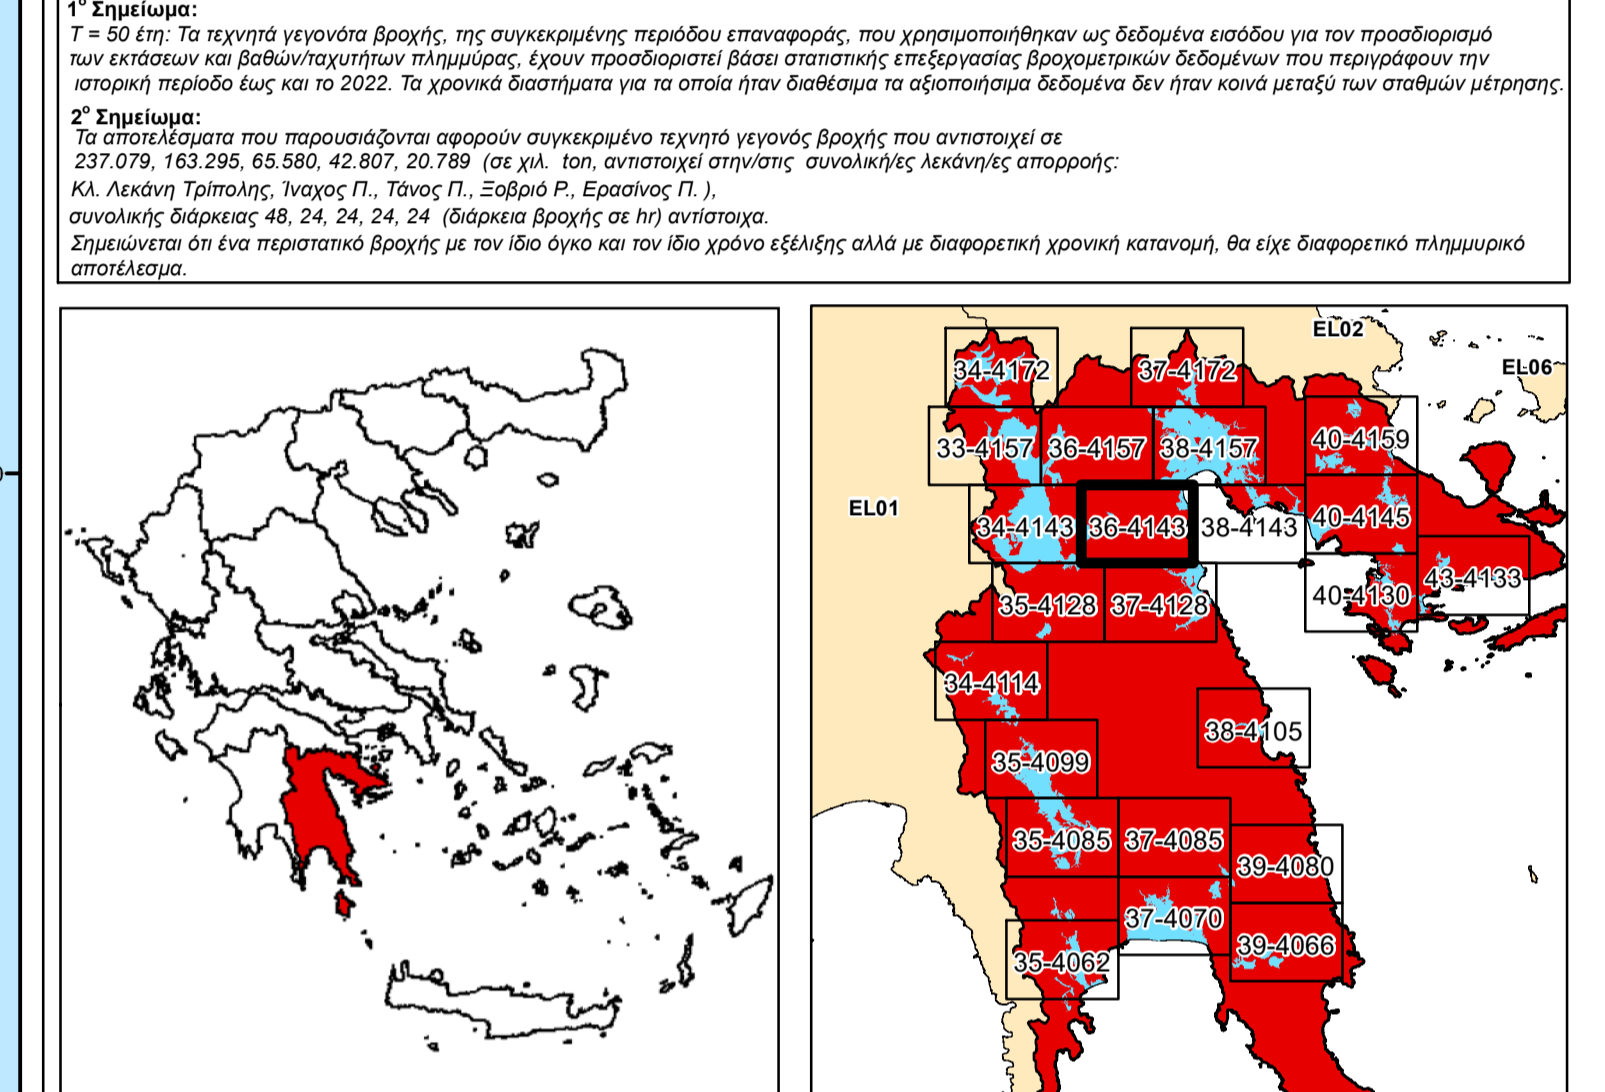 1ο Σημείωμα:
T = 50 έτη: Τα τεχνητά γεγονότα βροχής, της συγκεκριμένης περιόδου επαναφοράς, που χρησιμοποιήθηκαν ως δεδομένα εισόδου για τον προσδιορισμό
των εκτάσεων και βαθών/ταχυτήτων πλημμύρας, έχουν προσδιοριστεί βάσει στατιστικής επεξεργασίας βροχομετρικών δεδομένων που περιγράφουν την
ιστορική περίοδο έως και το 2022. Τα χρονικά διαστήματα για τα οποία ήταν διαθέσιμα τα αξιοποιήσιμα δεδομένα δεν ήταν κοινά μεταξύ των σταθμών μέτρησης.
2ο Σημείωμα:
Τα αποτελέσματα που παρουσιάζονται αφορούν συγκεκριμένο τεχνητό γεγονός βροχής που αντιστοιχεί σε
237.079, 163.295, 65.580, 42.807, 20.789 (σε χιλ. ton, αντιστοιχεί στην/στις συνολική/ες λεκάνη/ες απορροής:
Κλ. Λεκάνη Τρίπολης, Ίναχος Π., Τάνος Π., Ξοβριό Ρ., Ερασίνος Π. ),
συνολικής διάρκειας 48, 24, 24, 24, 24 (διάρκεια βροχής σε hr) αντίστοιχα.
Σημειώνεται ότι ένα περιστατικό βροχής με τον ίδιο όγκο και τον ίδιο χρόνο εξέλιξης αλλά με διαφορετική χρονική κατανομή, θα είχε διαφορετικό πλημμυρικό
αποτέλεσμα.
EL02
EL06
34-4172
37-4172
33-4157
36-4157
38-4157
40-4159
EL01
34-4143
36-4143
38-4143
40-4145
35-4128
37-4128
40-4130
43-4133
34-4114
38-4105
35-4099
35-4085
37-4085
39-4080
37-4070
39-4066
35-4062